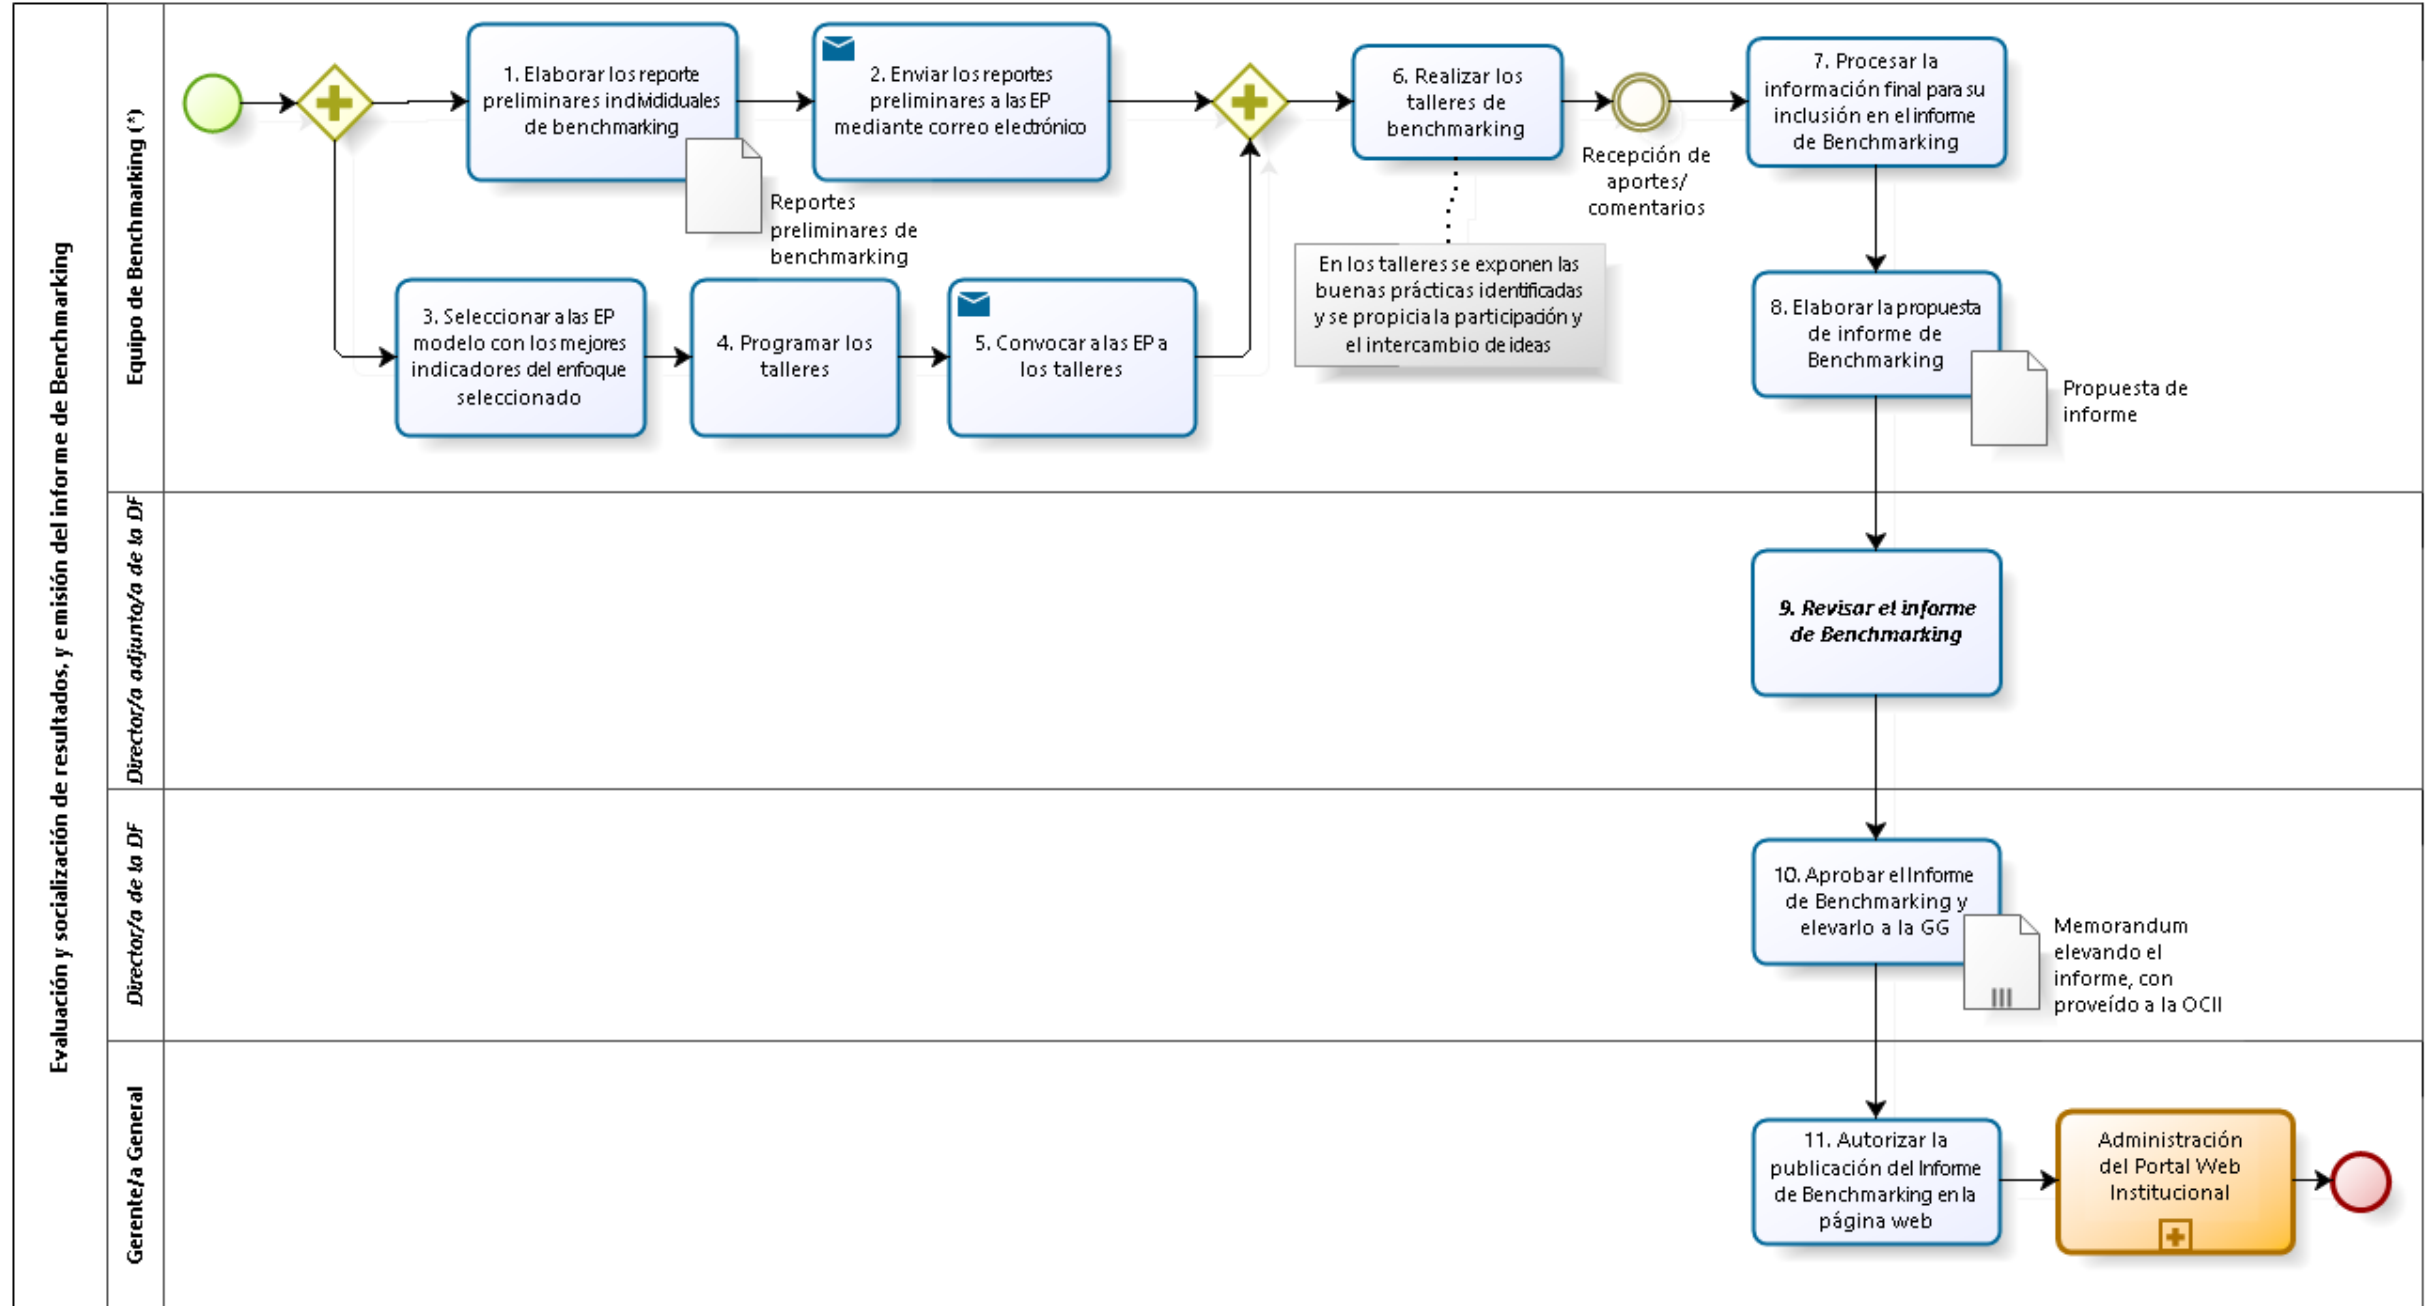 Evaluación y socialización de resultados, y emisión del informe de Benchmarking
Equipo de Benchmarking (*)
1. Elaborar los reporte
preliminares individiduales
de benchmarking
Reportes
preliminares de
benchmarking
2. Enviar los reportes
preliminares a las EP
mediante correo electrónico
3. Seleccionar a las EP
modelo con los mejores
indicadores del enfoque
seleccionado
4. Programar los
talleres
5. Convocar a las EP a
los talleres
6. Realizar los
talleres de
benchmarking
En los talleres se exponen las
buenas prácticas identificadas
y se propicia la participación y
el intercambio de ideas
Recepción de
aportes/
comentarios
7. Procesar la
información final para su
inclusión en el informe
de Benchmarking
8. Elaborar la propuesta
de informe de
Benchmarking
Propuesta de
informe
Director/a adjunto/a de la DF
9. Revisar el informe
de Benchmarking
Director/a de la DF
10. Aprobar el Informe
de Benchmarking y
elevarlo a la GG
Memorandum
elevando el
informe, con
proveído a la OCII
Gerente/a General
11. Autorizar la
publicación del Informe
de Benchmarking en la
página web
Administración
del Portal Web
Institucional